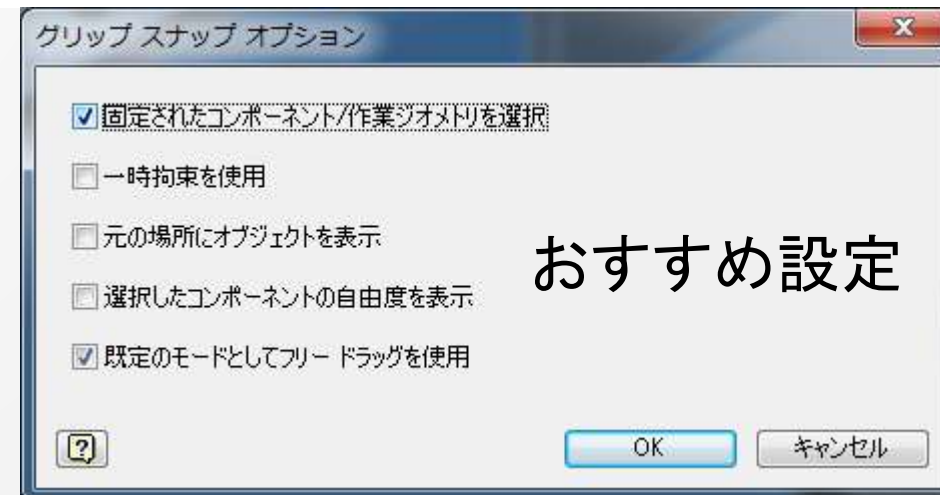 グリップ スナップ オプション
固定されたコンポーネント/作業ジオメトリを選択
一時拘束を使用
元の場所にオブジェクトを表示
おすすめ設定
選択したコンポーネントの自由度を表示
既定のモードとしてフリー ドラッグを使用
OK
キャンセル